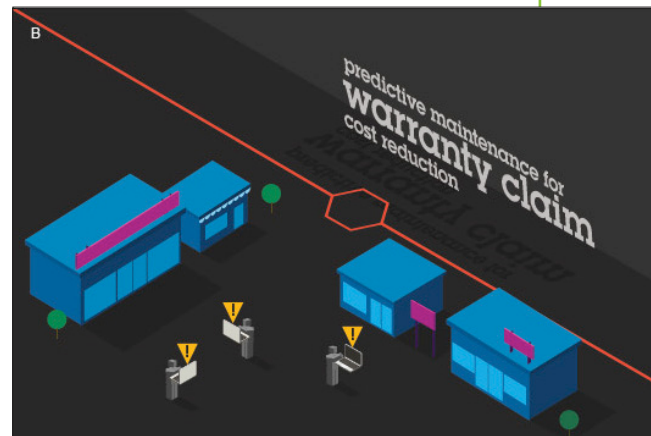 B
predictive maintenance for
warranty claim
cost reduction
!
!
!